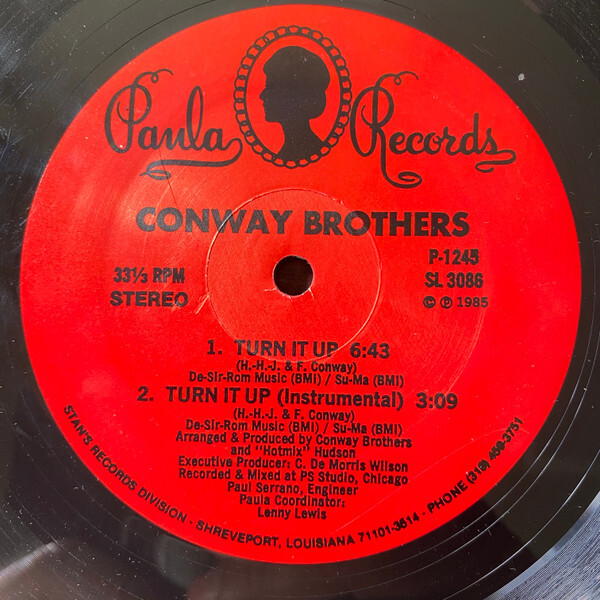 Paula Records
CONWAY BROTHERS
33⅓ RPM
STEREO
P-1245
SL 3086
© ℗ 1985
1. TURN IT UP 6:43
(H.-H.-J. & F. Conway)
De-Sir-Rom Music (BMI) / Su-Ma (BMI)
2. TURN IT UP (Instrumental) 3:09
(H.-H.-J. & F. Conway)
De-Sir-Rom Music (BMI) / Su-Ma (BMI)
Arranged & Produced by Conway Brothers
and "Hotmix" Hudson
Executive Producer: C. De Morris Wilson
Recorded & Mixed at PS Studio, Chicago
Paul Serrano, Engineer
Paula Coordinator:
Lenny Lewis
STAN'S RECORDS DIVISION - SHREVEPORT, LOUISIANA 71101-3614 - PHONE (318) 459-3751